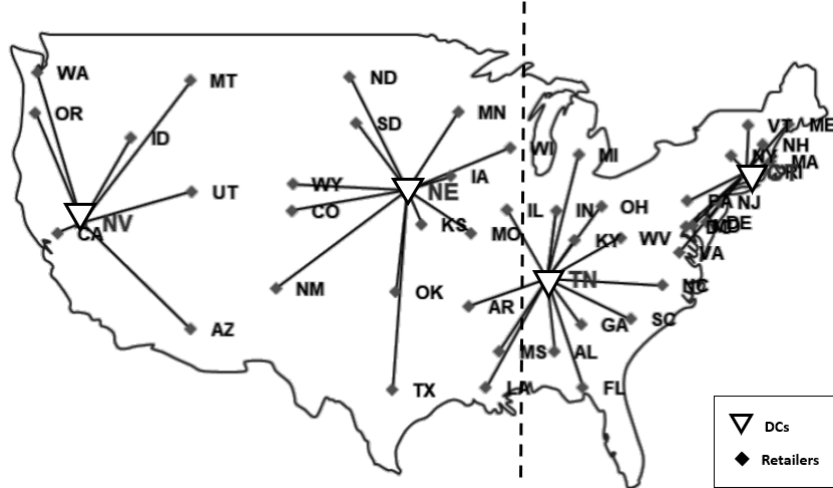 WA
MT
ND
OR
SD
MN
VT ME
ID
NH
WI
MI
NY
MA
RI
UT
WY
NE
IA
CO
PA NJ
NV
KS
MO
IL
IN
OH
DE
CA
KY
WV
VA
NM
OK
TN
NC
AR
GA
SC
AZ
MS
AL
TX
LA
FL
DCs
Retailers